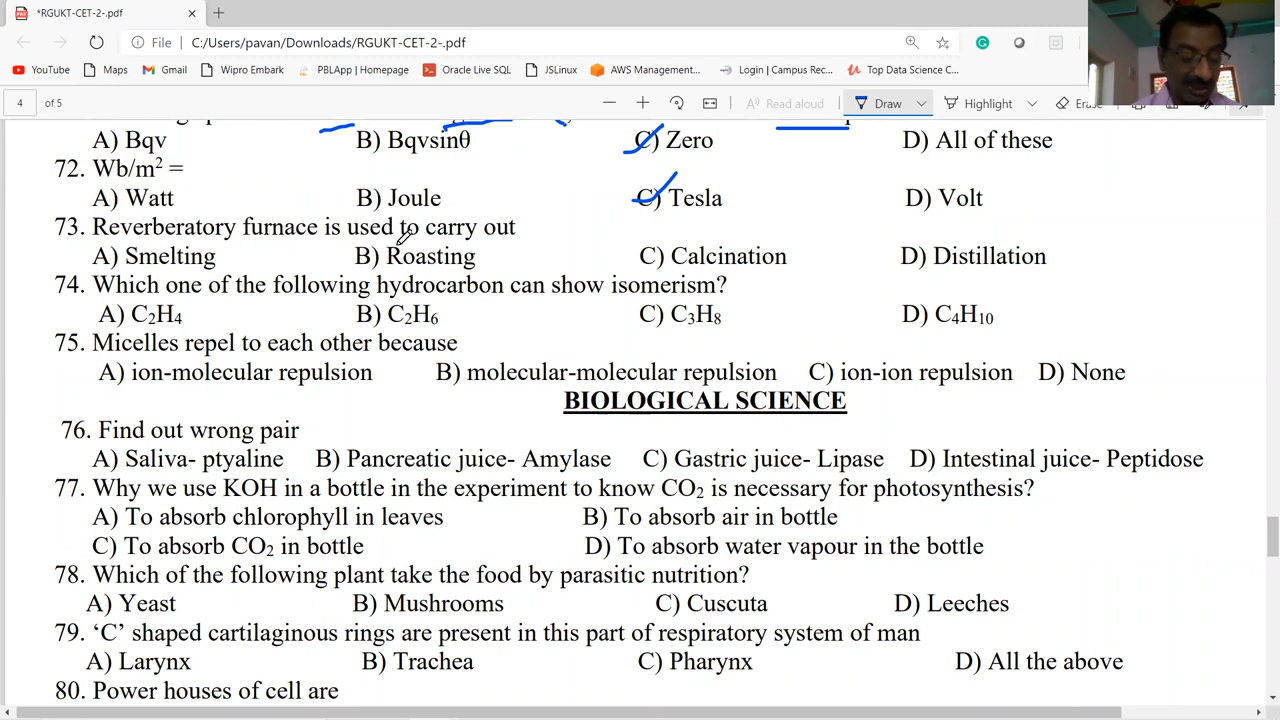 *RGUKT-CET-2-.pdf
File C:/Users/pavan/Downloads/RGUKT-CET-2-.pdf
YouTube Maps Gmail Wipro Embark PBLApp | Homepage Oracle Live SQL JSLinux AWS Management... Login | Campus Rec... Top Data Science C...
4 of 5 Read aloud Draw Highlight Erase
A) Bqv B) Bqvsinθ C) Zero D) All of these
72. Wb/m² =
A) Watt B) Joule C) Tesla D) Volt
73. Reverberatory furnace is used to carry out
A) Smelting B) Roasting C) Calcination D) Distillation
74. Which one of the following hydrocarbon can show isomerism?
A) C₂H₄ B) C₂H₆ C) C₃H₈ D) C₄H₁₀
75. Micelles repel to each other because
A) ion-molecular repulsion B) molecular-molecular repulsion C) ion-ion repulsion D) None
BIOLOGICAL SCIENCE
76. Find out wrong pair
A) Saliva- ptyaline B) Pancreatic juice- Amylase C) Gastric juice- Lipase D) Intestinal juice- Peptidose
77. Why we use KOH in a bottle in the experiment to know CO₂ is necessary for photosynthesis?
A) To absorb chlorophyll in leaves B) To absorb air in bottle
C) To absorb CO₂ in bottle D) To absorb water vapour in the bottle
78. Which of the following plant take the food by parasitic nutrition?
A) Yeast B) Mushrooms C) Cuscuta D) Leeches
79. ‘C’ shaped cartilaginous rings are present in this part of respiratory system of man
A) Larynx B) Trachea C) Pharynx D) All the above
80. Power houses of cell are